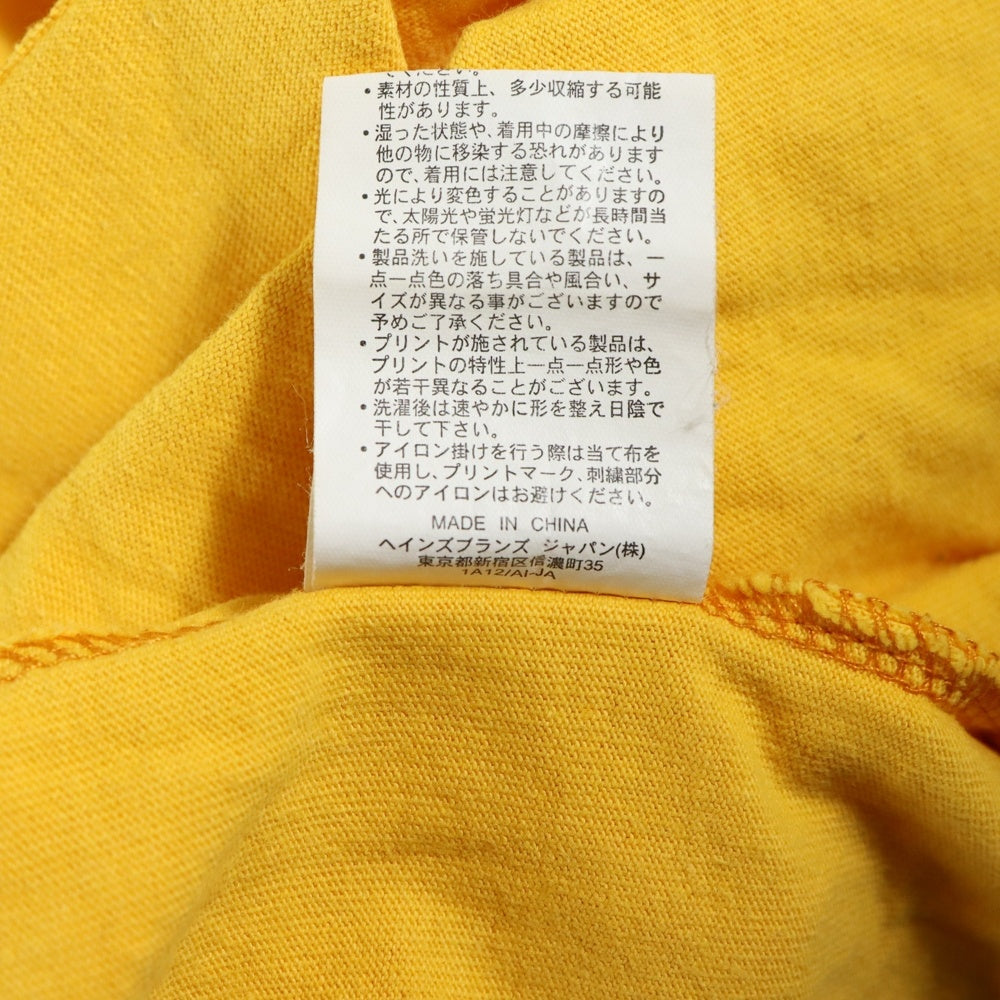 てください。
・素材の性質上、多少収縮する可能
性があります。
・湿った状態や、着用中の摩擦により
他の物に移染する恐れがあります
ので、着用には注意してください。
・光により変色することがありますの
で、太陽光や蛍光灯などが長時間当
たる所で保管しないでください。
・製品洗いを施している製品は、一
点一点色の落ち具合や風合い、サ
イズが異なる事がございますので
予めご了承ください。
・プリントが施されている製品は、
プリントの特性上一点一点形や色
が若干異なることがございます。
・洗濯後は速やかに形を整え日陰で
干して下さい。
・アイロン掛けを行う際は当て布を
使用し、プリントマーク、刺繍部分
へのアイロンはお避けください。
MADE IN CHINA
ヘインズブランズ ジャパン(株)
東京都新宿区信濃町35
1A12/AI-JA